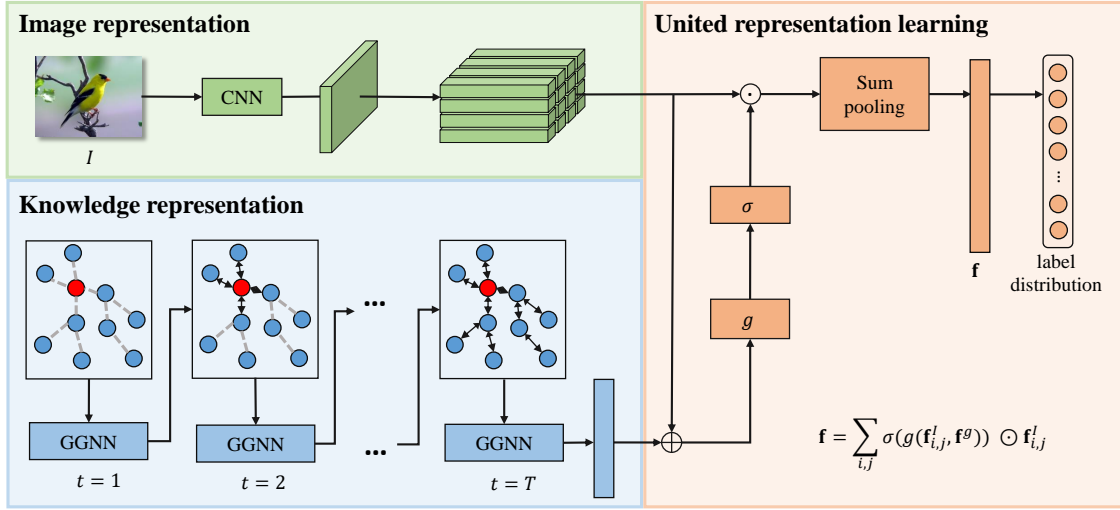 Image representation
I
CNN
Knowledge representation
GGNN
GGNN
...
...
GGNN
t = 1
t = 2
t = T
United representation learning
Sum
pooling
σ
g
f
...
label
distribution
f = ∑_{i,j} σ(g(f^I_{i,j}, f^g)) ⊙ f^I_{i,j}